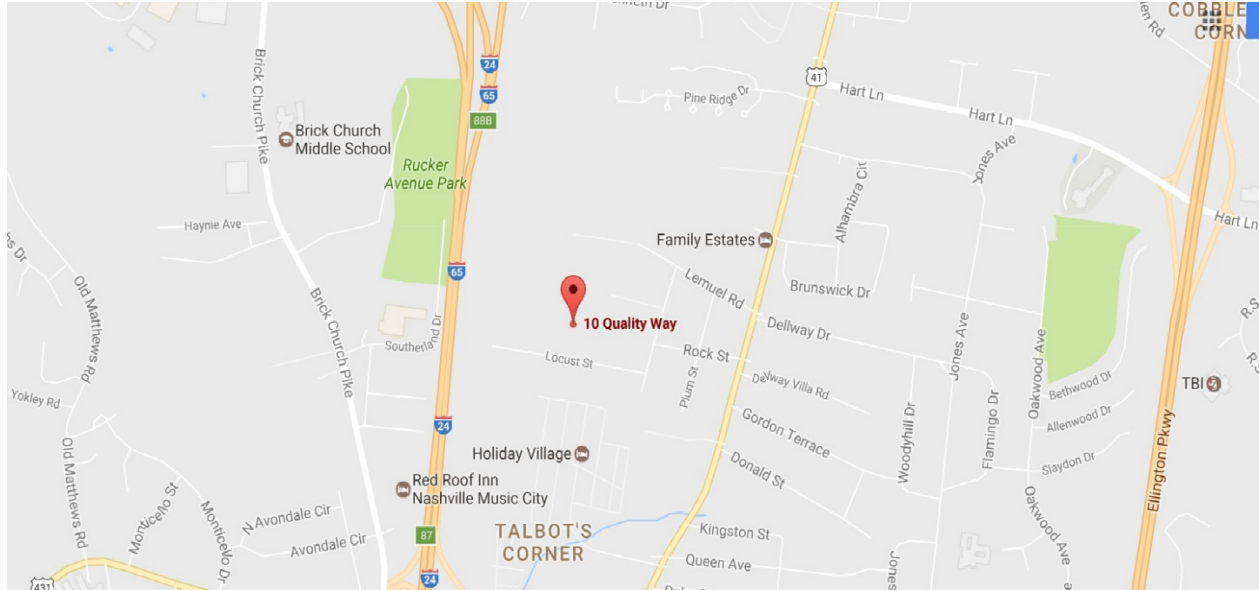 COBBLE
CORN
24
65
88B
41
Hart Ln
Pine Ridge Dr
Hart Ln
Jones Ave
Brick Church Pike
Brick Church
Middle School
Rucker
Avenue Park
Haynie Ave
Alhambra Cir
Hart Ln
Family Estates
65
Lemuel Rd
Brunswick Dr
Old Matthews Rd
Brick Church Pike
10 Quality Way
Dellway Dr
Southerland Dr
Locust St
Rock St
Jones Ave
Oakwood Ave
Plum St
Bethwood Dr
TBI
Yokley Rd
Flamingo Dr
Woodyhill Dr
Allenwood Dr
Gordon Terrace
24
Holiday Village
Donald St
Slaydon Dr
Ellington Pkwy
Old Matthews Rd
Monticello St
Monticello Dr
Red Roof Inn
Nashville Music City
N Avondale Cir
Avondale Cir
87
TALBOT'S
CORNER
Kingston St
Queen Ave
Oakwood Ave
Jones
24
431